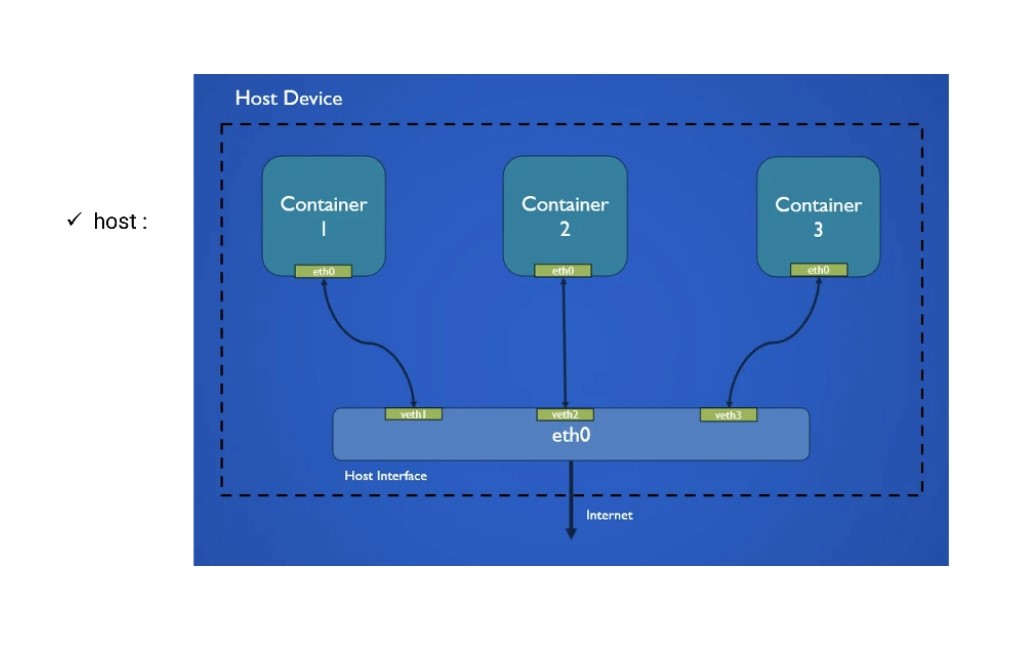 Host Device
✓ host :
Container
1
Container
2
Container
3
eth0
eth0
eth0
veth1
veth2
veth3
eth0
Host Interface
Internet